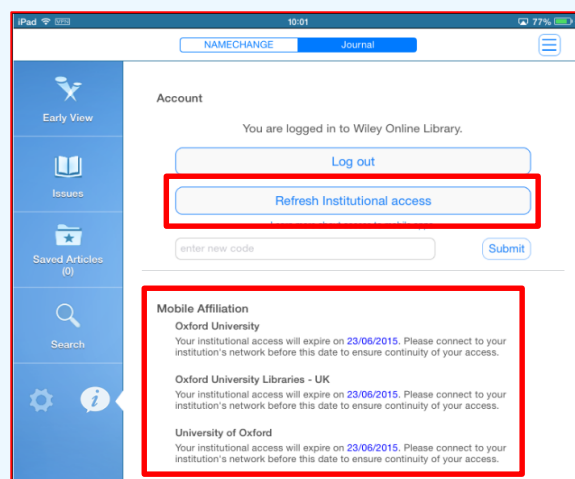 iPad VPN 10:01 77%
NAMECHANGE Journal
Early View
Issues
Saved Articles
(0)
Search
Account
You are logged in to Wiley Online Library.
Log out
Refresh Institutional access
enter new code Submit
Mobile Affiliation
Oxford University
Your institutional access will expire on 23/06/2015. Please connect to your
institution's network before this date to ensure continuity of your access.
Oxford University Libraries - UK
Your institutional access will expire on 23/06/2015. Please connect to your
institution's network before this date to ensure continuity of your access.
University of Oxford
Your institutional access will expire on 23/06/2015. Please connect to your
institution's network before this date to ensure continuity of your access.